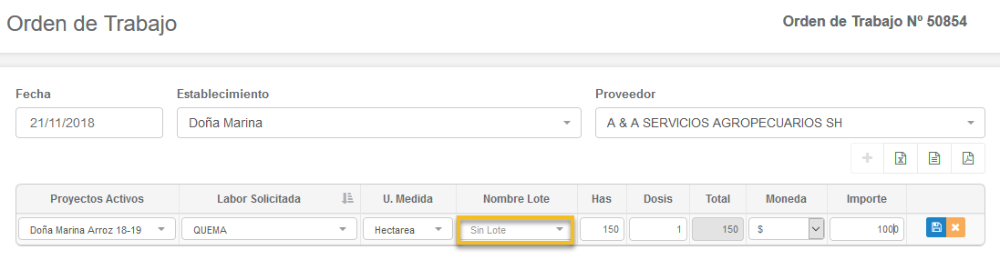 Orden de Trabajo
Orden de Trabajo Nº 50854
Fecha Establecimiento Proveedor
21/11/2018 Doña Marina A & A SERVICIOS AGROPECUARIOS SH
Proyectos Activos Labor Solicitada U. Medida Nombre Lote Has Dosis Total Moneda Importe
Doña Marina Arroz 18-19 QUEMA Hectarea Sin Lote 150 1 150 $ 1000